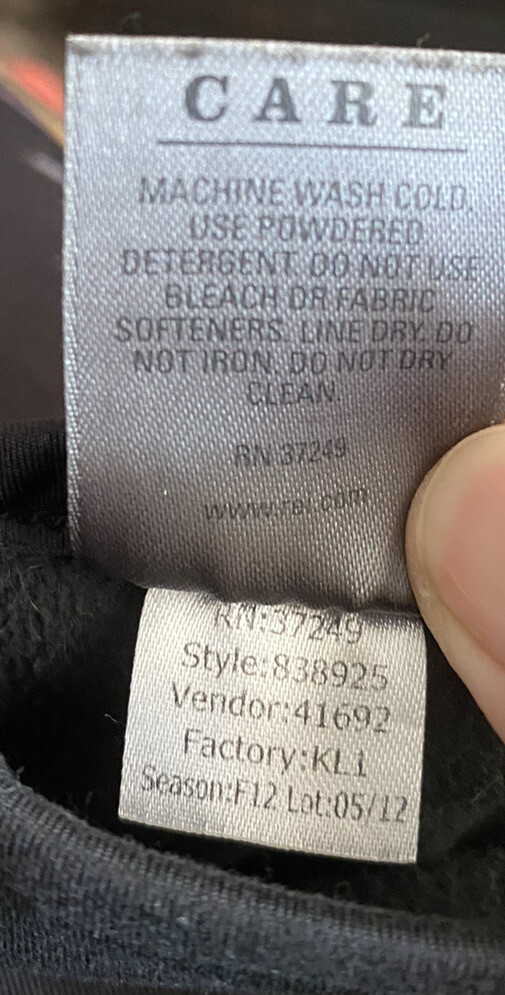 CARE
MACHINE WASH COLD.
USE POWDERED
DETERGENT. DO NOT USE
BLEACH OR FABRIC
SOFTENERS. LINE DRY. DO
NOT IRON. DO NOT DRY
CLEAN.
RN 37249
www.rei.com
RN:37249
Style:838925
Vendor:41692
Factory:KLi
Season:F12 Lot:05/12